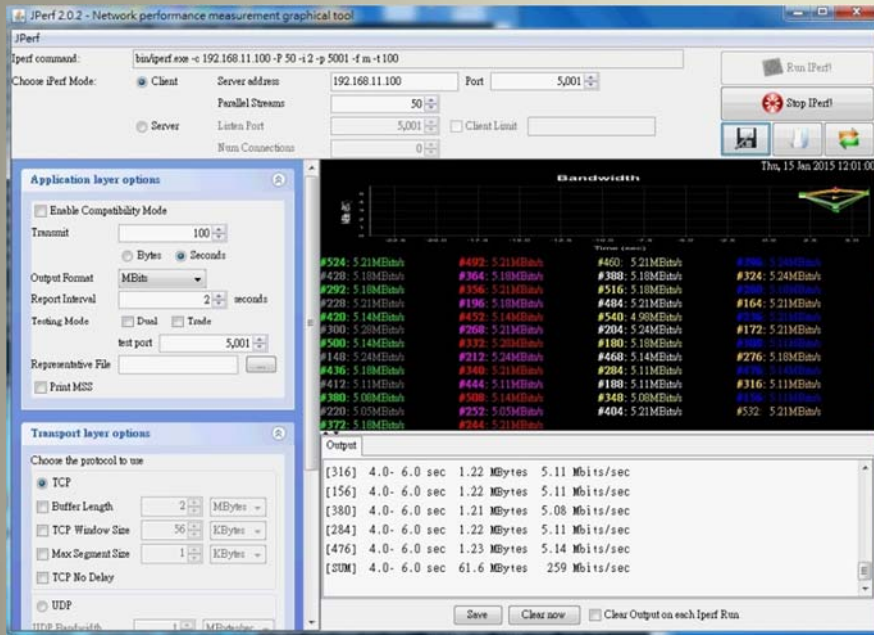 JPerf 2.0.2 - Network performance measurement graphical tool
JPerf
Iperf command: bin/iperf.exe -c 192.168.11.100 -P 50 -i 2 -p 5001 -f m -t 100
Choose iPerf Mode: Client Server address 192.168.11.100 Port 5,001
Parallel Streams 50
Server Listen Port 5,001 Client Limit
Num Connections 0
Run IPerf!
Stop IPerf!
Thu, 15 Jan 2015 12:01:00
Application layer options
Enable Compatibility Mode
Transmit 100
Bytes Seconds
Output Format MBits
Report Interval 2 seconds
Testing Mode Dual Trade
test port 5,001
Representative File ...
Print MSS
Transport layer options
Choose the protocol to use
TCP
Buffer Length 2 MBytes
TCP Window Size 56 KBytes
Max Segment Size 1 KBytes
TCP No Delay
UDP
UDP Bandwidth 1 MBytes/sec
Bandwidth
Time (sec)
#524: 5.21MBits/s #492: 5.21MBits/s #460: 5.21MBits/s
#428: 5.18MBits/s #364: 5.18MBits/s #388: 5.18MBits/s #324: 5.24MBits/s
#292: 5.18MBits/s #356: 5.21MBits/s #516: 5.18MBits/s
#228: 5.21MBits/s #196: 5.18MBits/s #484: 5.21MBits/s #164: 5.21MBits/s
#420: 5.14MBits/s #452: 5.14MBits/s #540: 4.98MBits/s
#300: 5.28MBits/s #268: 5.21MBits/s #204: 5.24MBits/s #172: 5.21MBits/s
#500: 5.14MBits/s #332: 5.28MBits/s #180: 5.18MBits/s
#148: 5.24MBits/s #212: 5.24MBits/s #468: 5.14MBits/s #276: 5.18MBits/s
#436: 5.18MBits/s #340: 5.21MBits/s #284: 5.11MBits/s
#412: 5.11MBits/s #444: 5.11MBits/s #188: 5.11MBits/s #316: 5.11MBits/s
#380: 5.08MBits/s #508: 5.14MBits/s #348: 5.08MBits/s #156: 5.11MBits/s
#220: 5.05MBits/s #252: 5.05MBits/s #404: 5.21MBits/s #532: 5.21MBits/s
#372: 5.18MBits/s #244: 5.21MBits/s
Output
[316] 4.0- 6.0 sec 1.22 MBytes 5.11 Mbits/sec
[156] 4.0- 6.0 sec 1.22 MBytes 5.11 Mbits/sec
[380] 4.0- 6.0 sec 1.21 MBytes 5.08 Mbits/sec
[284] 4.0- 6.0 sec 1.22 MBytes 5.11 Mbits/sec
[476] 4.0- 6.0 sec 1.23 MBytes 5.14 Mbits/sec
[SUM] 4.0- 6.0 sec 61.6 MBytes 259 Mbits/sec
Save Clear now Clear Output on each Iperf Run